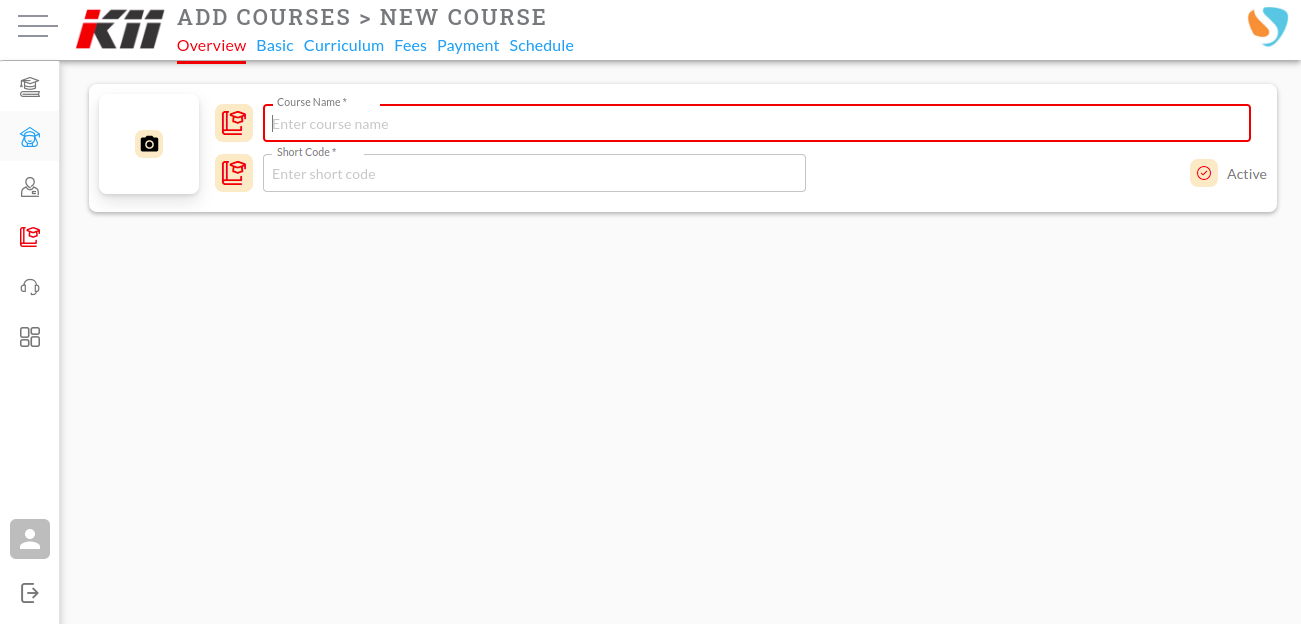 KII
ADD COURSES > NEW COURSE
Overview Basic Curriculum Fees Payment Schedule
Course Name *
Enter course name
Short Code *
Enter short code
Active